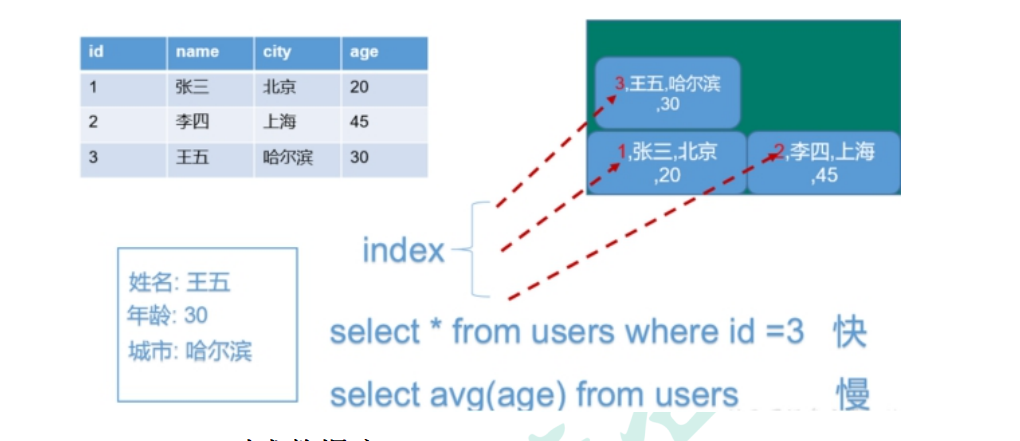 id name city age
1 张三 北京 20
2 李四 上海 45
3 王五 哈尔滨 30
3,王五,哈尔滨
,30
1,张三,北京
,20
2,李四,上海
,45
index
姓名: 王五
年龄: 30
城市: 哈尔滨
select * from users where id =3 快
select avg(age) from users 慢